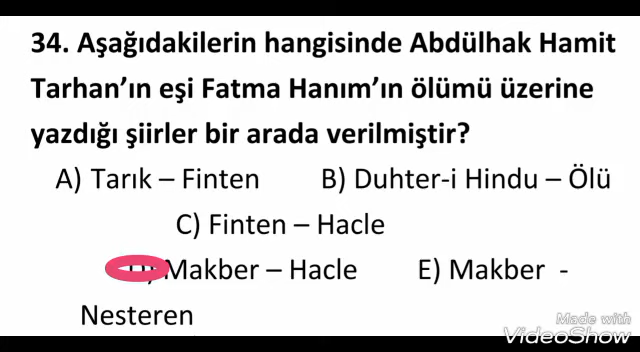 34. Aşağıdakilerin hangisinde Abdülhak Hamit
Tarhan’ın eşi Fatma Hanım’ın ölümü üzerine
yazdığı şiirler bir arada verilmiştir?
A) Tarık – Finten B) Duhter-i Hindu – Ölü
C) Finten – Hacle
D) Makber – Hacle E) Makber -
Nesteren
Made with
VideoShow